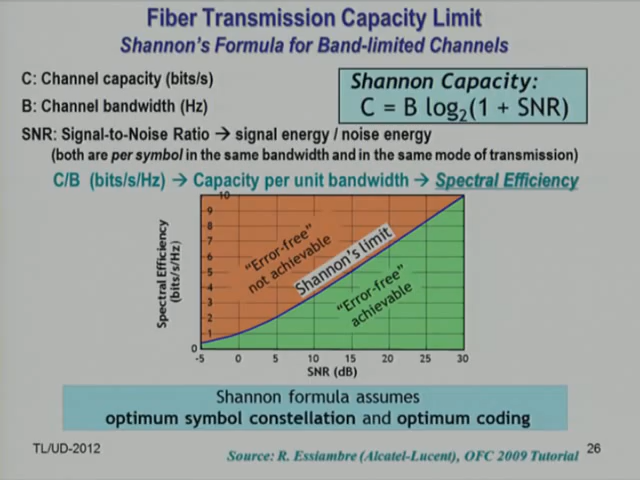 Fiber Transmission Capacity Limit
Shannon's Formula for Band-limited Channels
C: Channel capacity (bits/s)
B: Channel bandwidth (Hz)
Shannon Capacity:
C = B log₂(1 + SNR)
SNR: Signal-to-Noise Ratio → signal energy / noise energy
(both are per symbol in the same bandwidth and in the same mode of transmission)
C/B (bits/s/Hz) → Capacity per unit bandwidth → Spectral Efficiency
Spectral Efficiency
(bits/s/Hz)
10
9
8
7
6
5
4
3
2
1
0
"Error-free"
not achievable
Shannon's limit
"Error-free"
achievable
-5 0 5 10 15 20 25 30
SNR (dB)
Shannon formula assumes
optimum symbol constellation and optimum coding
TL/UD-2012
Source: R. Essiambre (Alcatel-Lucent), OFC 2009 Tutorial
26